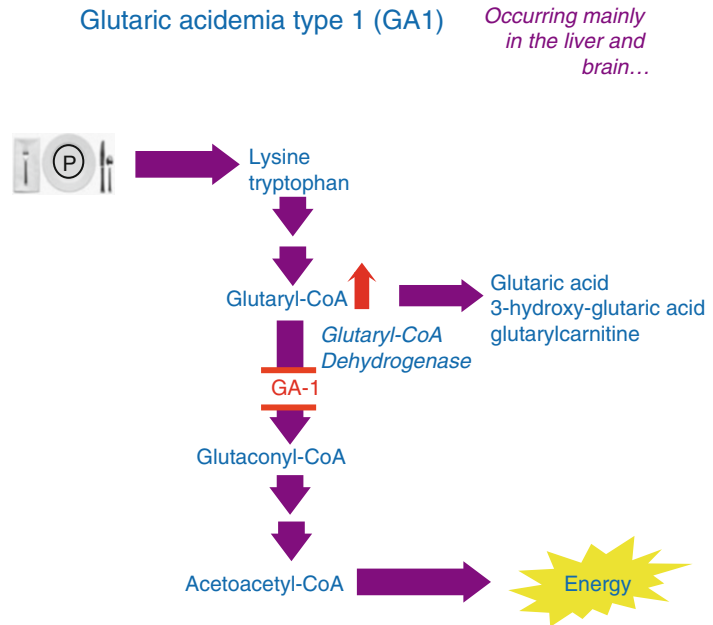 Glutaric acidemia type 1 (GA1)
Occurring mainly
in the liver and
brain…
P
Lysine
tryptophan
Glutaryl-CoA
Glutaric acid
3-hydroxy-glutaric acid
glutarylcarnitine
Glutaryl-CoA
Dehydrogenase
GA-1
Glutaconyl-CoA
Acetoacetyl-CoA
Energy